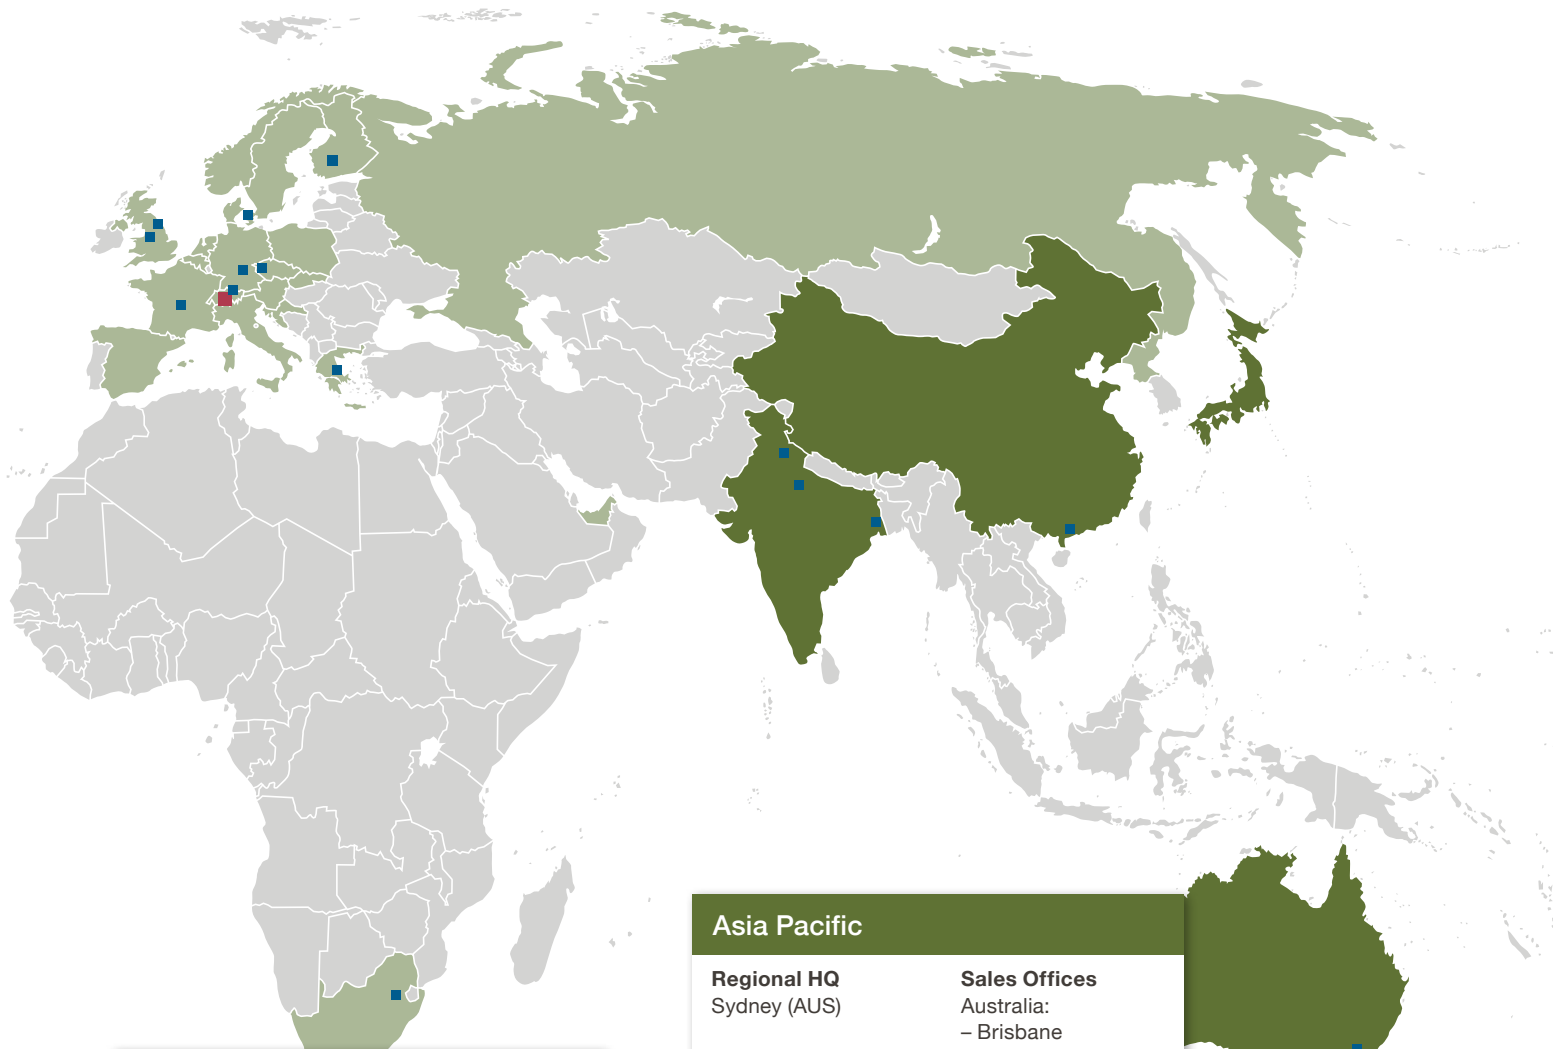 Asia Pacific
Regional HQ
Sydney (AUS)
Sales Offices
Australia:
– Brisbane